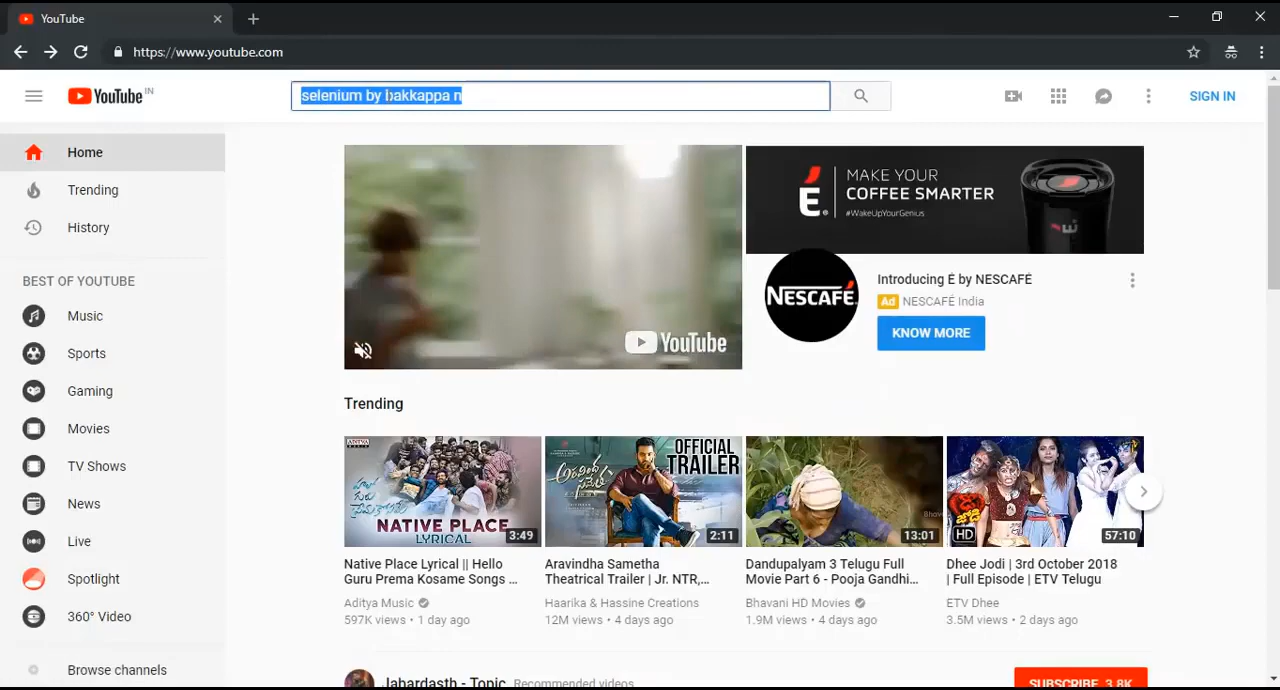 YouTube
https://www.youtube.com
YouTube IN
selenium by bakkappa n
SIGN IN
Home
Trending
History
BEST OF YOUTUBE
Music
Sports
Gaming
Movies
TV Shows
News
Live
Spotlight
360° Video
Browse channels
YouTube
É
MAKE YOUR
COFFEE SMARTER
#WakeUpYourGenius
NESCAFÉ.
Introducing É by NESCAFÉ
Ad NESCAFÉ India
KNOW MORE
Trending
ADITYA MUSIC
NATIVE PLACE
LYRICAL
3:49
Native Place Lyrical || Hello
Guru Prema Kosame Songs ...
Aditya Music
597K views • 1 day ago
OFFICIAL
TRAILER
అరవింద సమేత
2:11
Aravindha Sametha
Theatrical Trailer | Jr. NTR,...
Haarika & Hassine Creations
12M views • 4 days ago
13:01
Dandupalyam 3 Telugu Full
Movie Part 6 - Pooja Gandhi...
Bhavani HD Movies
1.9M views • 4 days ago
HD
57:10
Dhee Jodi | 3rd October 2018
| Full Episode | ETV Telugu
ETV Dhee
3.5M views • 2 days ago
Jabardasth - Topic Recommended videos
SUBSCRIBE 3.8K